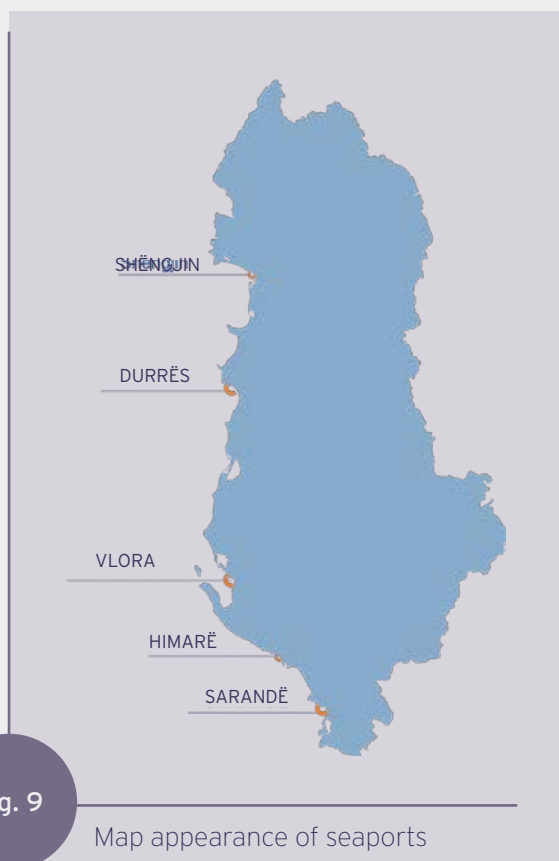 SHËNGJIN
DURRËS
VLORA
HIMARË
SARANDË
g. 9
Map appearance of seaports